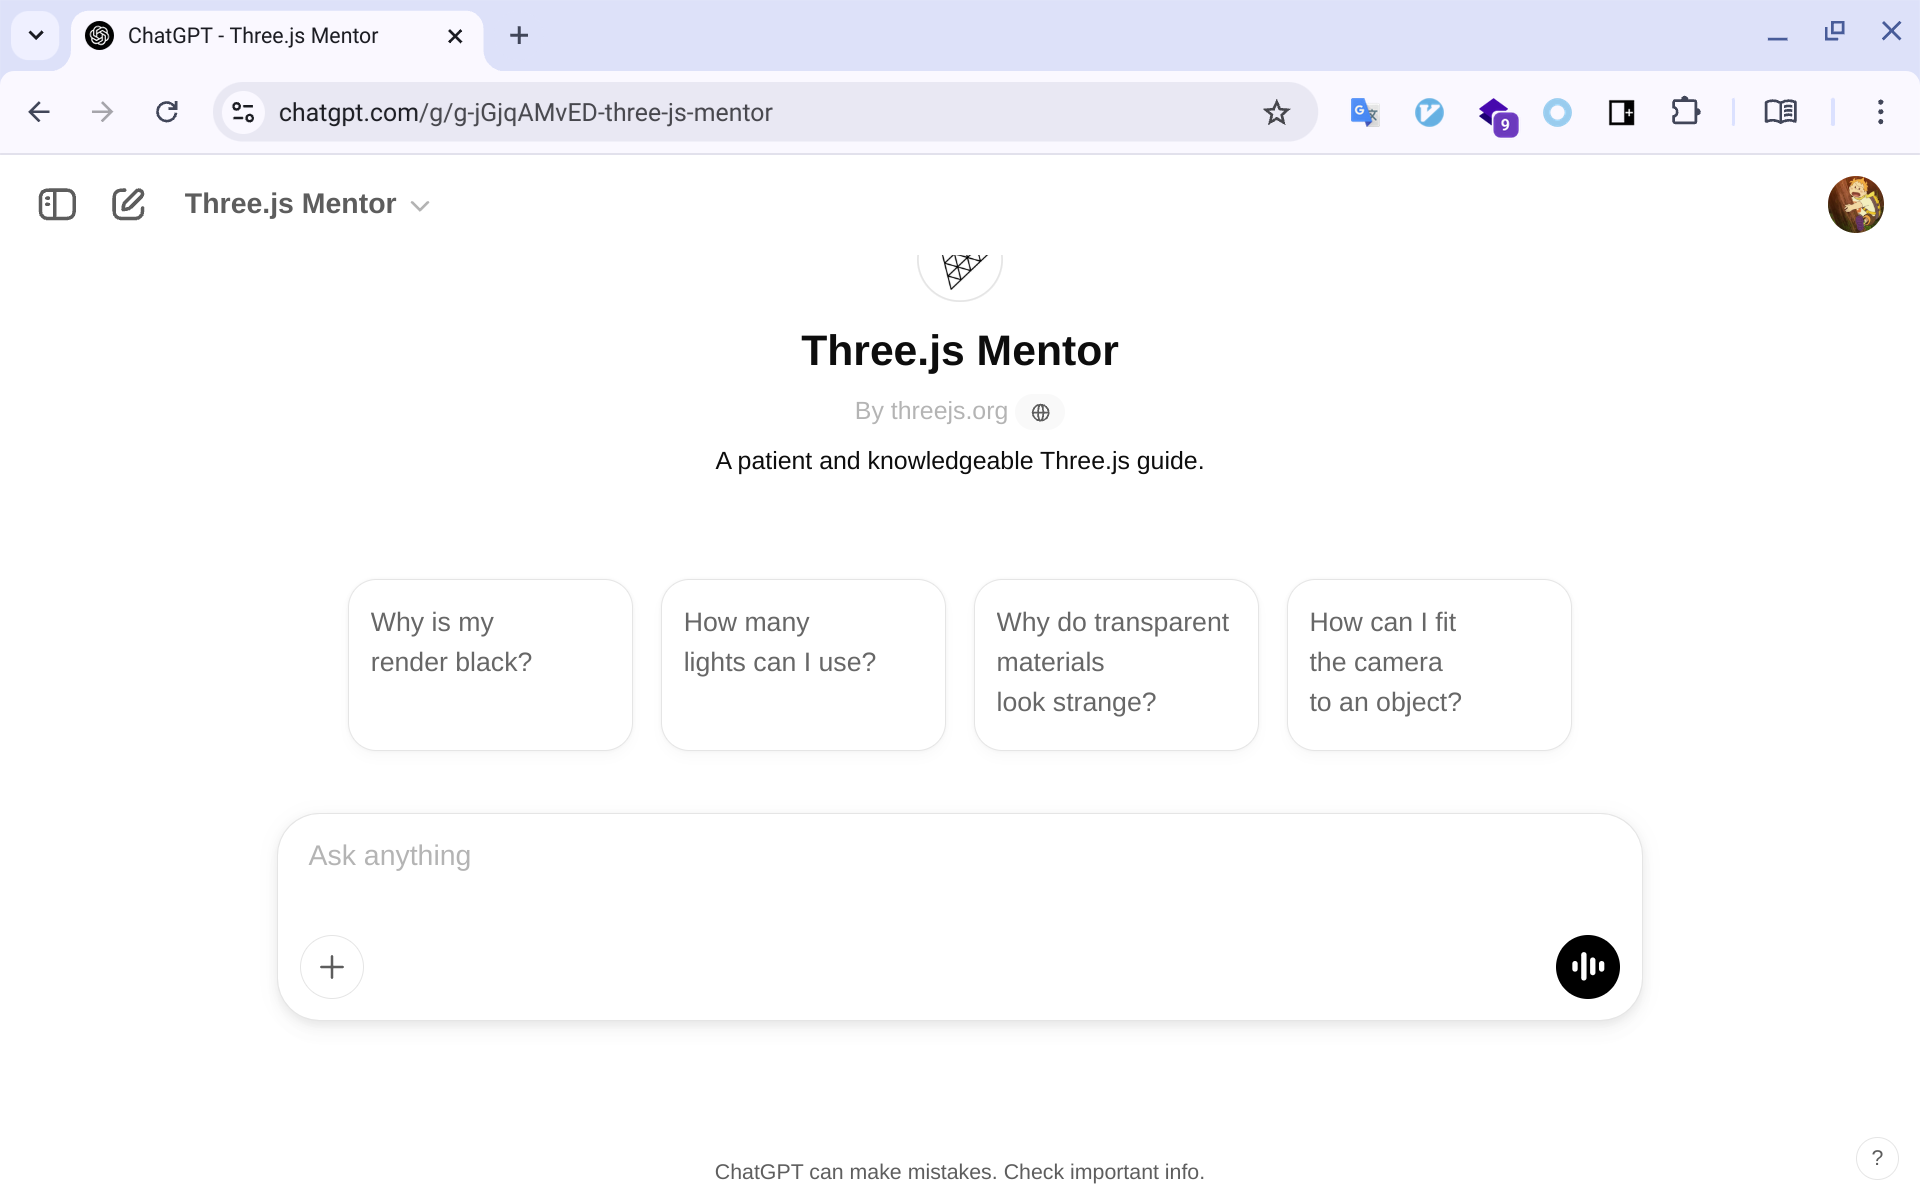 ChatGPT - Three.js Mentor
chatgpt.com/g/g-jGjqAMvED-three-js-mentor
9
Three.js Mentor
Three.js Mentor
By threejs.org
A patient and knowledgeable Three.js guide.
Why is my
render black?
How many
lights can I use?
Why do transparent
materials
look strange?
How can I fit
the camera
to an object?
Ask anything
ChatGPT can make mistakes. Check important info.
?